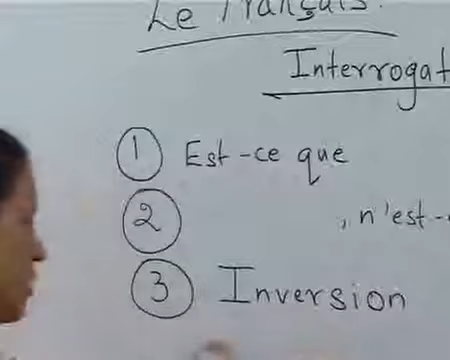 Le Français.
Interrogat
① Est-ce que
② , n'est-
③ Inversion